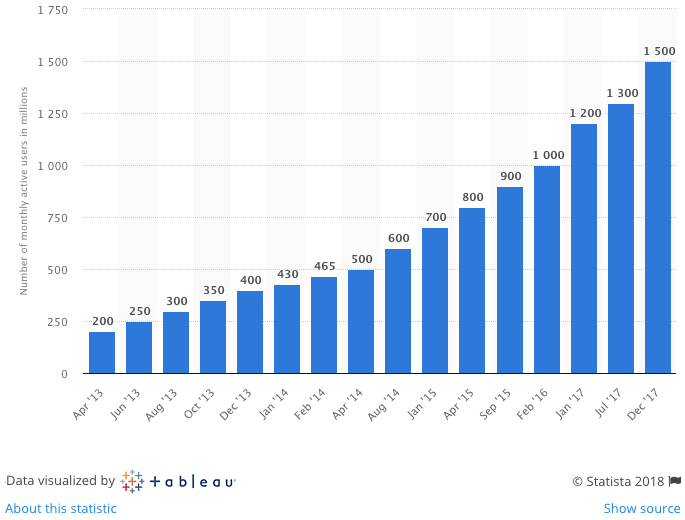 1 750
1 500
1 250
1 000
750
500
250
0
Number of monthly active users in millions
200
250
300
350
400
430
465
500
600
700
800
900
1 000
1 200
1 300
1 500
Apr '13
Jun '13
Aug '13
Oct '13
Dec '13
Jan '14
Feb '14
Apr '14
Aug '14
Jan '15
Apr '15
Sep '15
Feb '16
Jan '17
Jul '17
Dec '17
Data visualized by +ableau
© Statista 2018
About this statistic
Show source